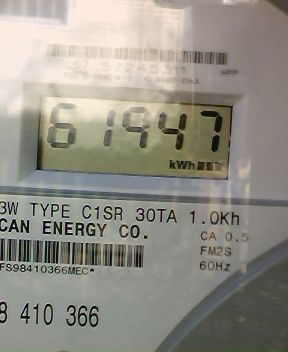 61947
kWh
3W TYPE C1SR 30TA 1.0Kh
CAN ENERGY CO.
CA 0.5
FM2S
60Hz
FS98410366MEC*
8 410 366